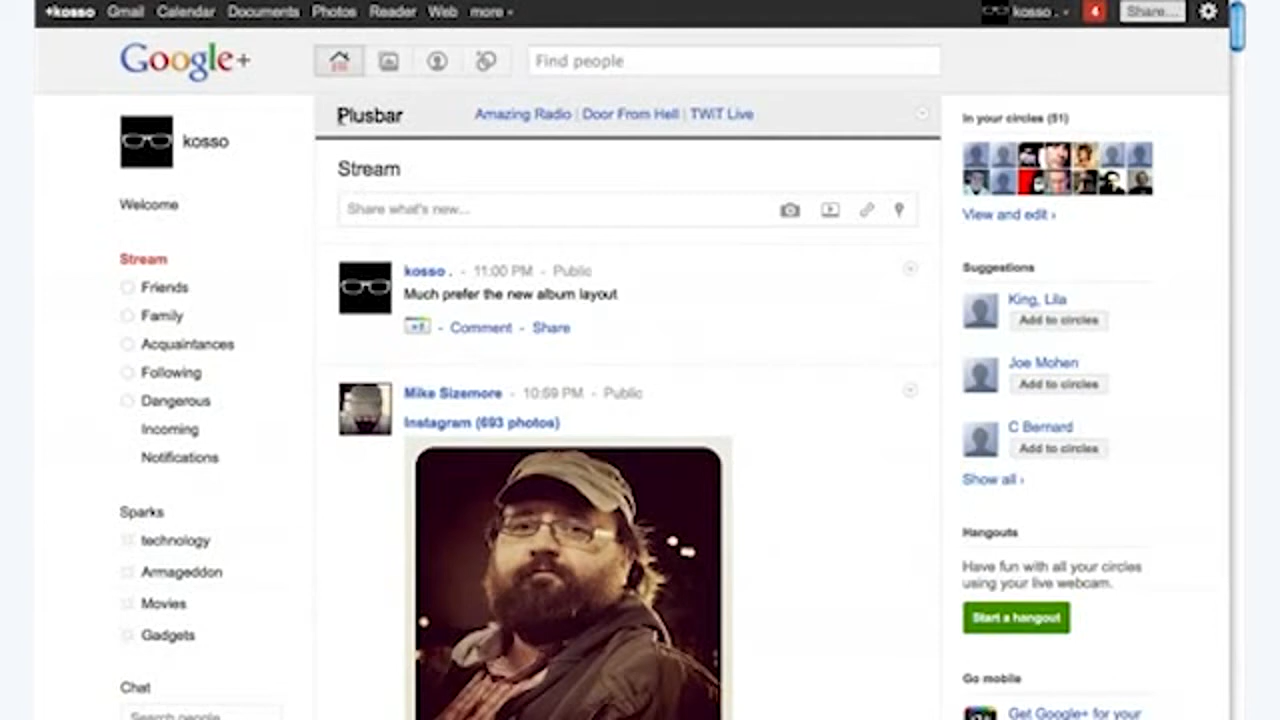 +kosso Gmail Calendar Documents Photos Reader Web more
kosso . 4 Share...
Google+
Find people
kosso
Welcome
Stream
Friends
Family
Acquaintances
Following
Dangerous
Incoming
Notifications
Sparks
technology
Armageddon
Movies
Gadgets
Chat
Search people
Plusbar Amazing Radio | Door From Hell | TWiT Live
Stream
Share what's new...
kosso . - 11:00 PM - Public
Much prefer the new album layout
+1 - Comment - Share
Mike Sizemore - 10:59 PM - Public
Instagram (693 photos)
In your circles (51)
View and edit ›
Suggestions
King, Lila
Add to circles
Joe Mohen
Add to circles
C Bernard
Add to circles
Show all ›
Hangouts
Have fun with all your circles
using your live webcam.
Start a hangout
Go mobile
Get Google+ for your